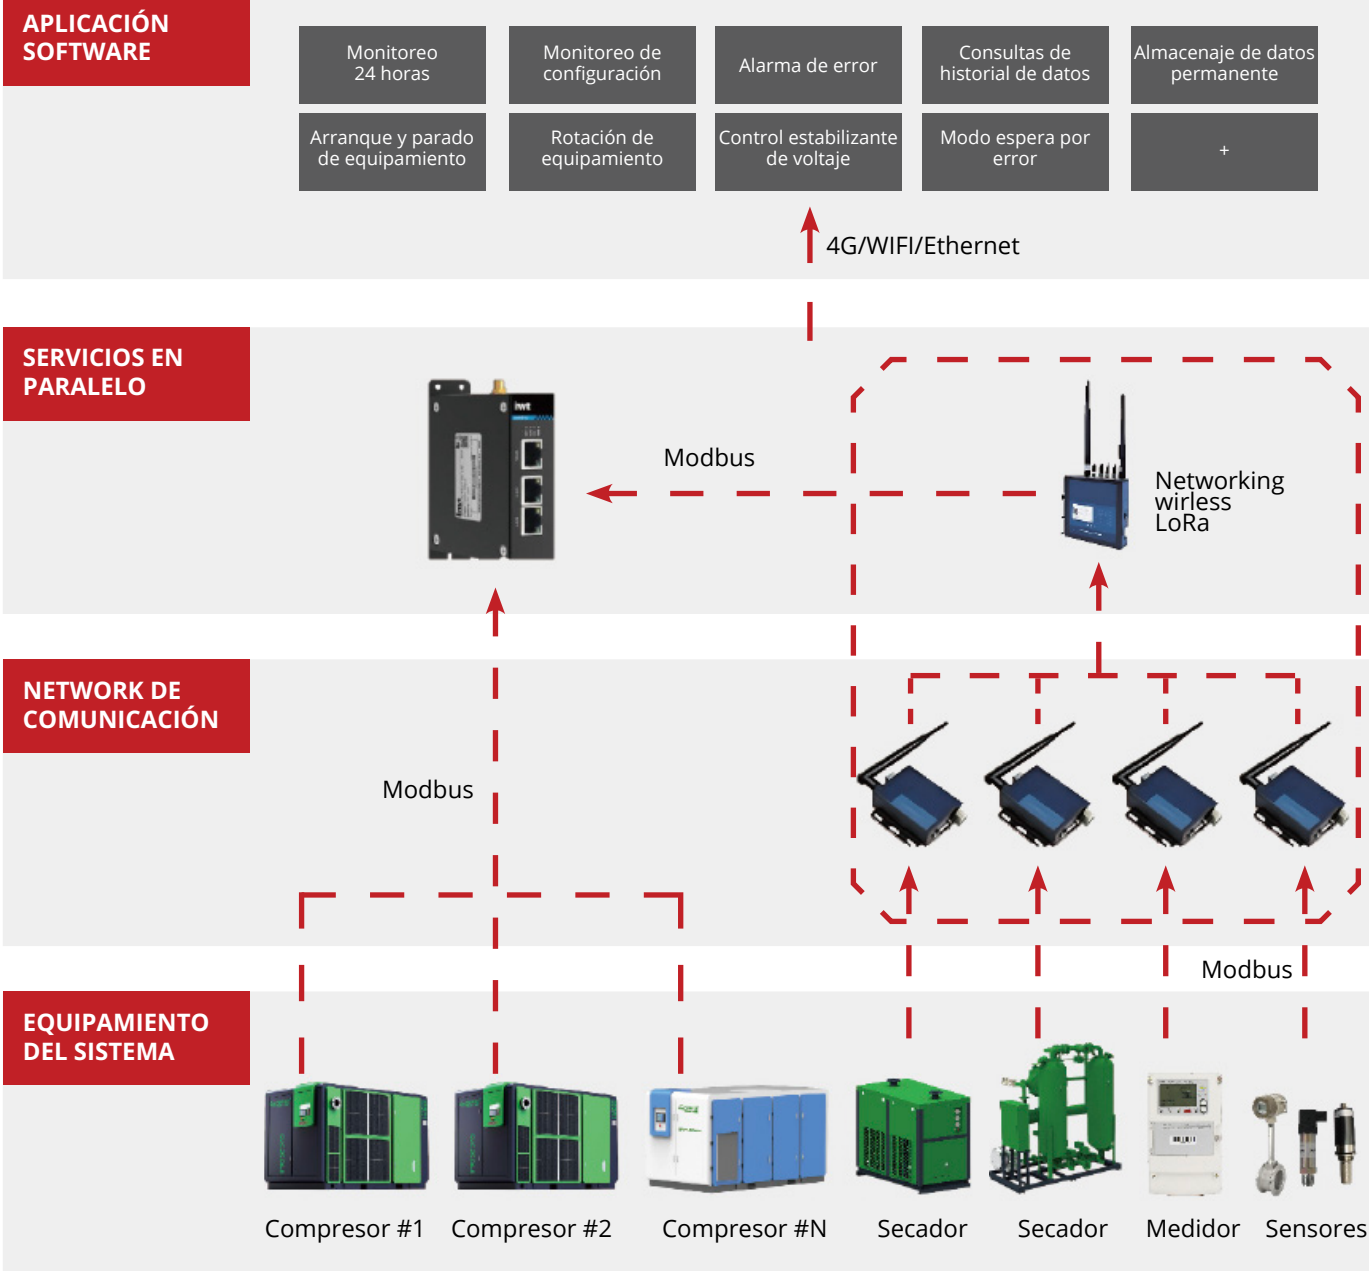 APLICACIÓN
SOFTWARE
Monitoreo
24 horas
Monitoreo de
configuración
Alarma de error
Consultas de
historial de datos
Almacenaje de datos
permanente
Arranque y parado
de equipamiento
Rotación de
equipamiento
Control estabilizante
de voltaje
Modo espera por
error
+
4G/WIFI/Ethernet
SERVICIOS EN
PARALELO
Modbus
Networking
wirless
LoRa
NETWORK DE
COMUNICACIÓN
Modbus
Modbus
EQUIPAMIENTO
DEL SISTEMA
Compresor #1
Compresor #2
Compresor #N
Secador
Secador
Medidor
Sensores